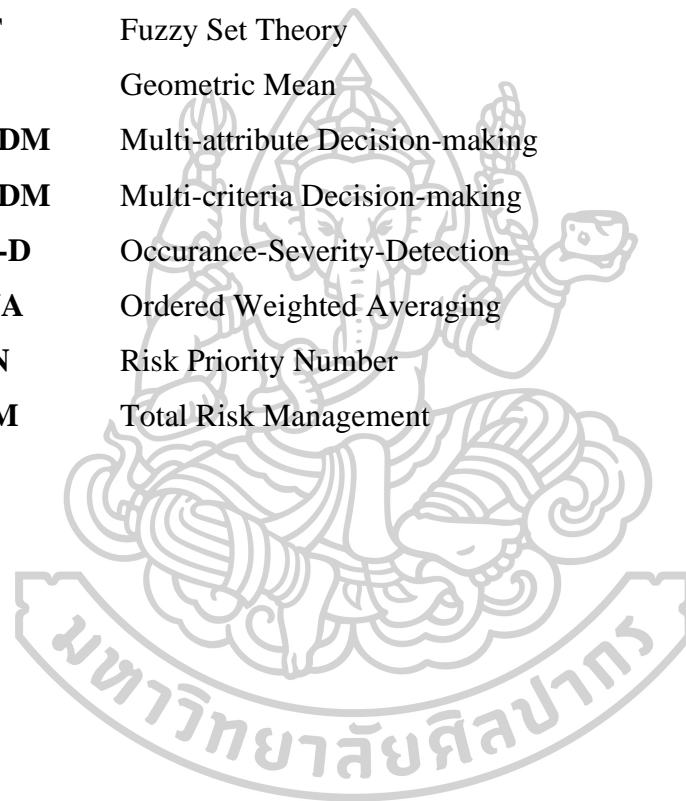 Fuzzy Set Theory
Geometric Mean
DM Multi-attribute Decision-making
DM Multi-criteria Decision-making
-D Occurance-Severity-Detection
A Ordered Weighted Averaging
N Risk Priority Number
M Total Risk Management
มหาวิทยาลัยศิลปากร